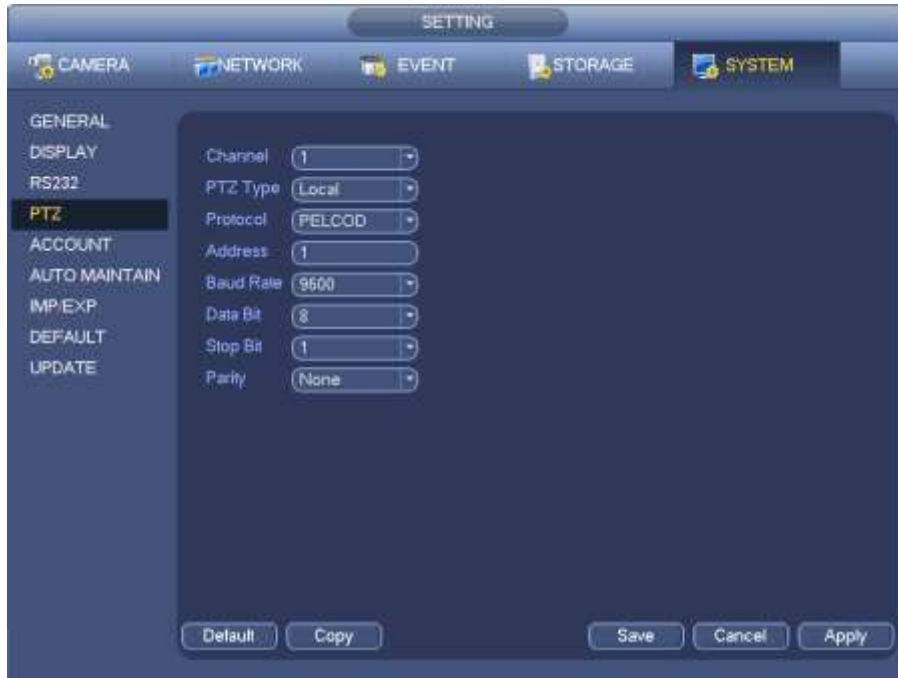 SETTING
CAMERA NETWORK EVENT STORAGE SYSTEM
GENERAL
DISPLAY
RS232
PTZ
ACCOUNT
AUTO MAINTAIN
IMP/EXP
DEFAULT
UPDATE
Channel 1
PTZ Type Local
Protocol PELCOD
Address 1
Baud Rate 9600
Data Bit 8
Stop Bit 1
Parity None
Default Copy Save Cancel Apply